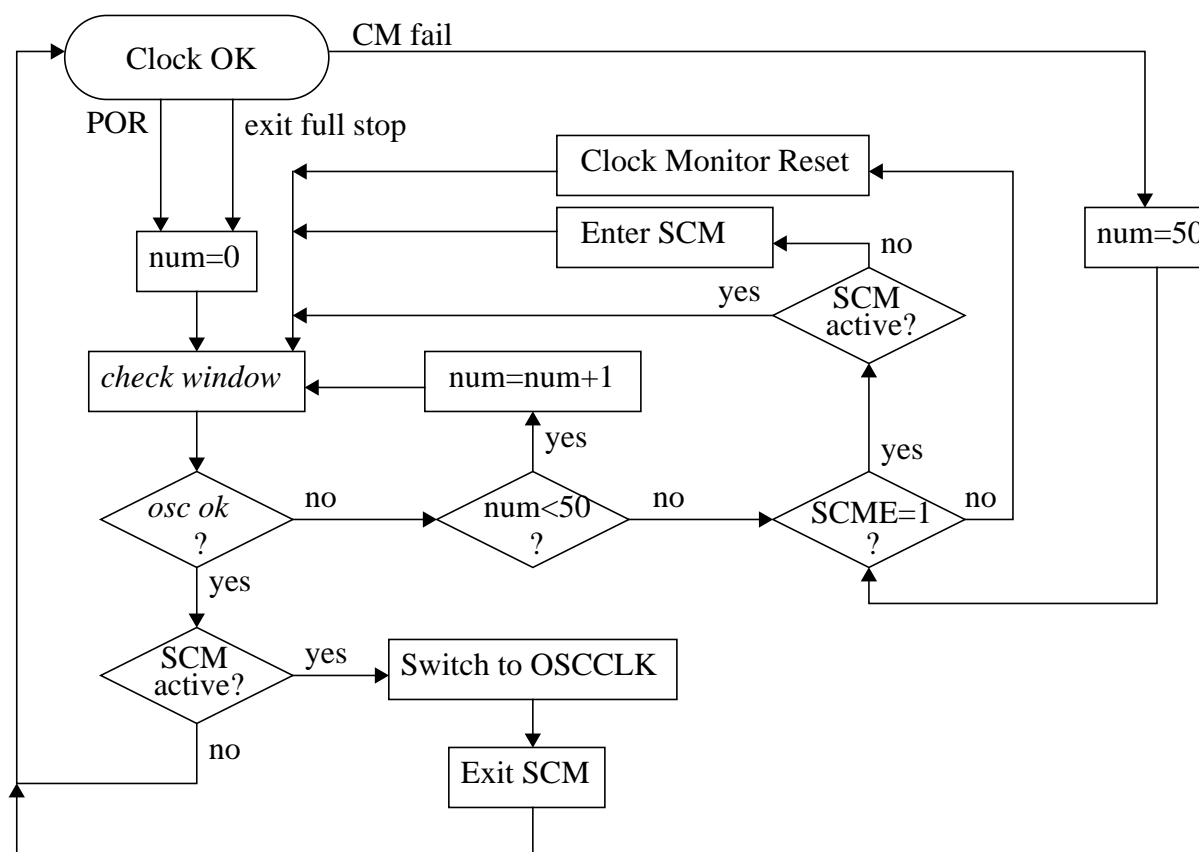 CM fail
Clock OK
POR
exit full stop
Clock Monitor Reset
Enter SCM
num=50
no
num=0
yes
SCM
active?
check window
num=num+1
yes
yes
osc ok
?
no
num<50
?
no
SCME=1
?
no
yes
SCM
active?
yes
Switch to OSCCLK
no
Exit SCM